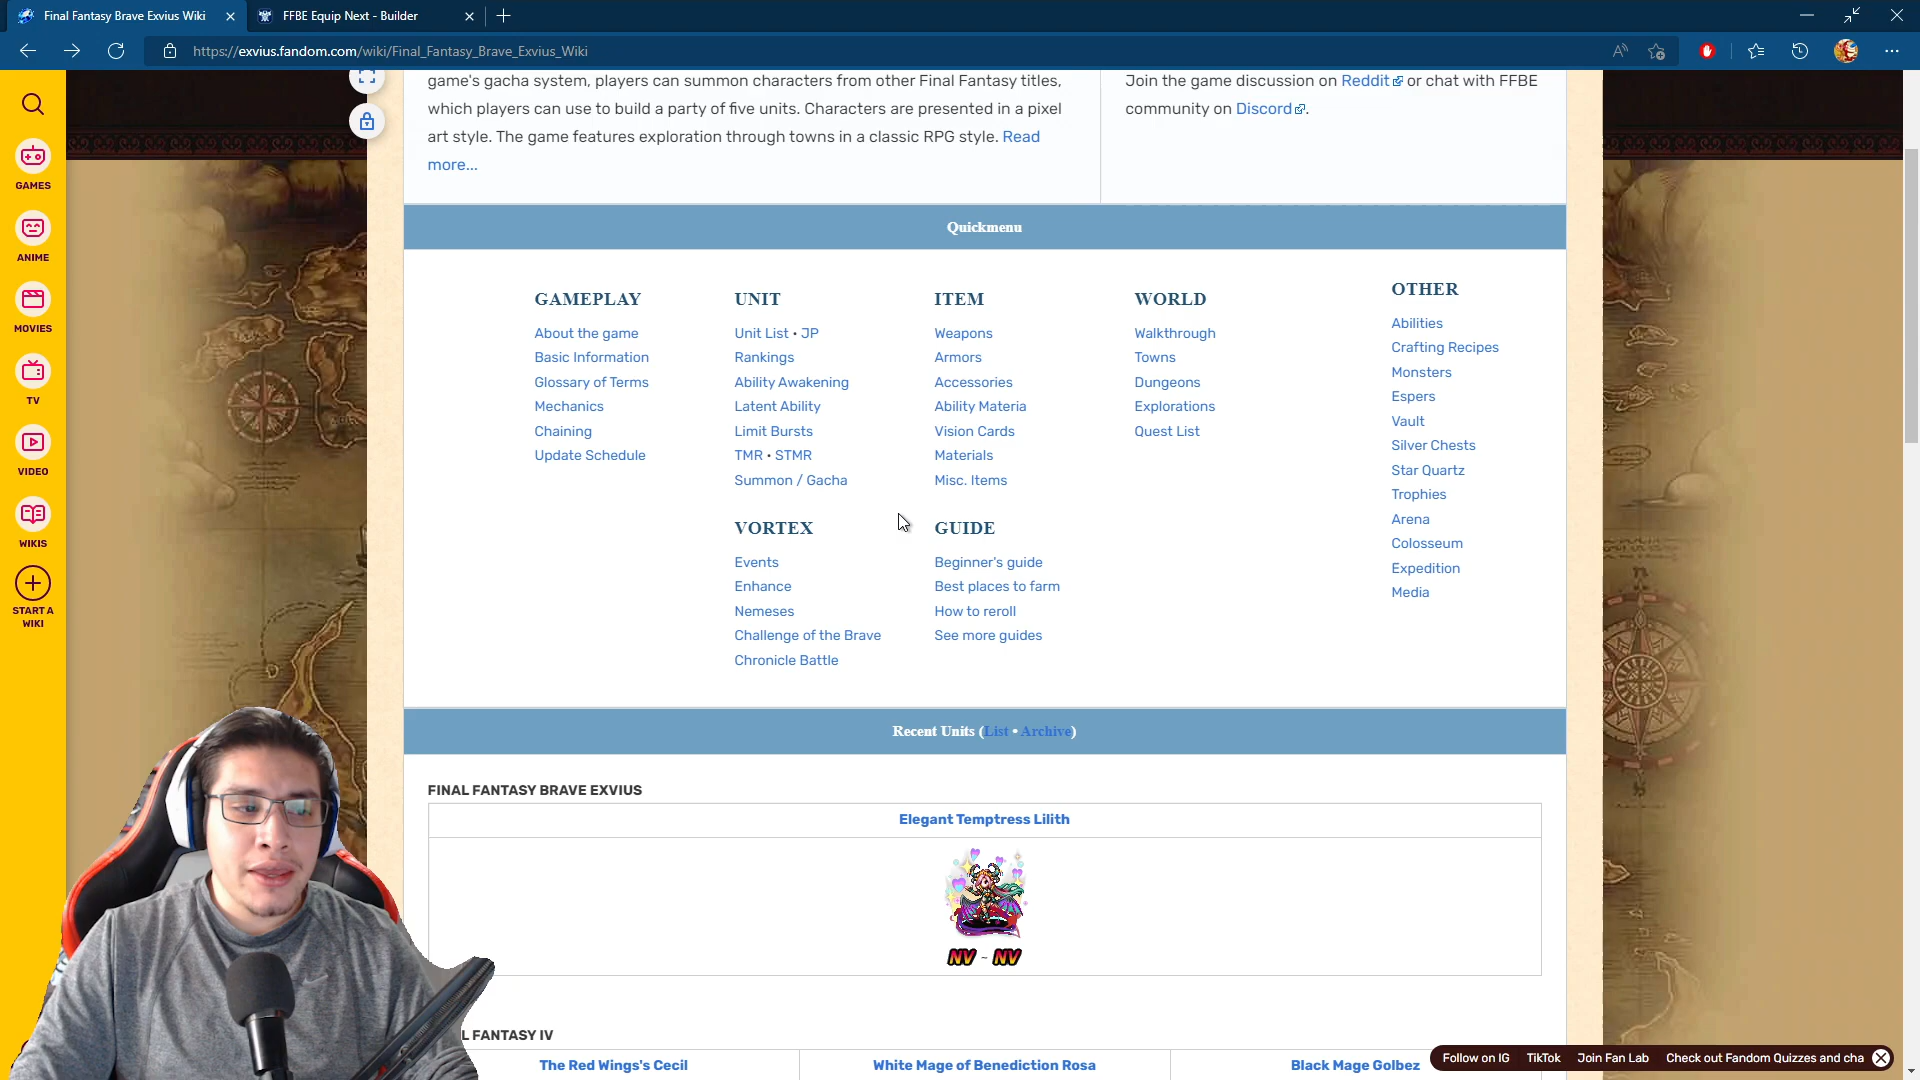 Final Fantasy Brave Exvius Wiki
FFBE Equip Next - Builder
https://exvius.fandom.com/wiki/Final_Fantasy_Brave_Exvius_Wiki
GAMES
ANIME
MOVIES
TV
VIDEO
WIKIS
START A
WIKI
game's gacha system, players can summon characters from other Final Fantasy titles,
which players can use to build a party of five units. Characters are presented in a pixel
art style. The game features exploration through towns in a classic RPG style. Read
more...
Join the game discussion on Reddit or chat with FFBE
community on Discord.
Quickmenu
GAMEPLAY
About the game
Basic Information
Glossary of Terms
Mechanics
Chaining
Update Schedule
UNIT
Unit List • JP
Rankings
Ability Awakening
Latent Ability
Limit Bursts
TMR • STMR
Summon / Gacha
ITEM
Weapons
Armors
Accessories
Ability Materia
Vision Cards
Materials
Misc. Items
WORLD
Walkthrough
Towns
Dungeons
Explorations
Quest List
OTHER
Abilities
Crafting Recipes
Monsters
Espers
Vault
Silver Chests
Star Quartz
Trophies
Arena
Colosseum
Expedition
Media
VORTEX
Events
Enhance
Nemeses
Challenge of the Brave
Chronicle Battle
GUIDE
Beginner's guide
Best places to farm
How to reroll
See more guides
Recent Units (List • Archive)
FINAL FANTASY BRAVE EXVIUS
Elegant Temptress Lilith
NV ~ NV
L FANTASY IV
The Red Wings's Cecil
White Mage of Benediction Rosa
Black Mage Golbez
Follow on IG TikTok Join Fan Lab Check out Fandom Quizzes and cha